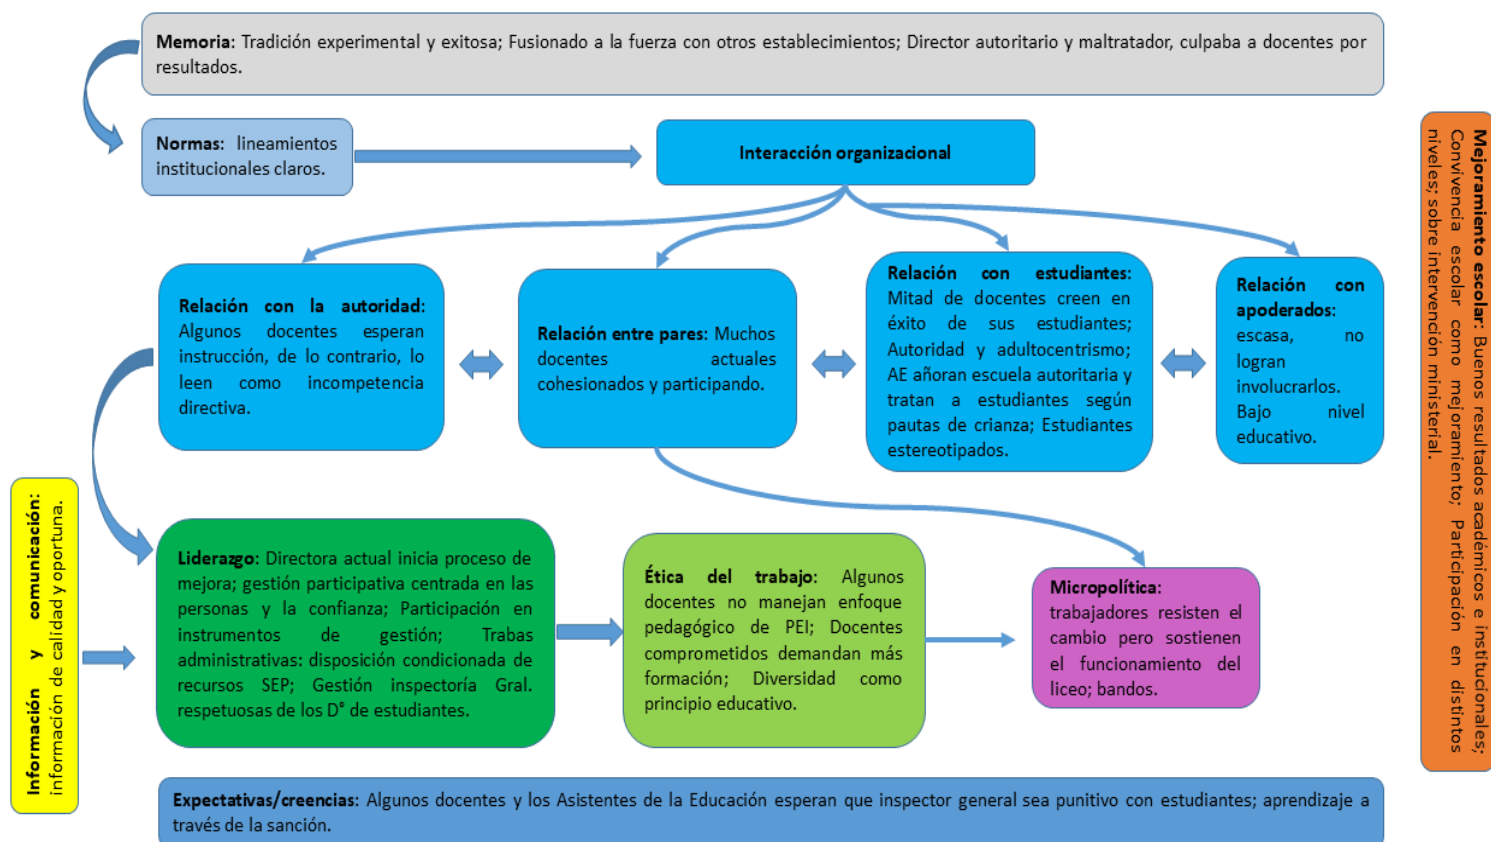 Memoria: Tradición experimental y exitosa; Fusionado a la fuerza con otros establecimientos; Director autoritario y maltratador, culpaba a docentes por
resultados.
Normas: lineamientos
institucionales claros.
Interacción organizacional
Relación con la autoridad:
Algunos docentes esperan
instrucción, de lo contrario, lo
leen como incompetencia
directiva.
Relación entre pares: Muchos
docentes actuales
cohesionados y participando.
Relación con estudiantes:
Mitad de docentes creen en
éxito de sus estudiantes;
Autoridad y adultocentrismo;
AE añoran escuela autoritaria y
tratan a estudiantes según
pautas de crianza; Estudiantes
estereotipados.
Relación con
apoderados:
escasa, no
logran
involucrarlos.
Bajo nivel
educativo.
Mejoramiento escolar: Buenos resultados académicos e institucionales;
Convivencia escolar como mejoramiento; Participación en distintos
niveles; sobre intervención ministerial.
Información y comunicación:
información de calidad y oportuna.
Liderazgo: Directora actual inicia proceso de
mejora; gestión participativa centrada en las
personas y la confianza; Participación en
instrumentos de gestión; Trabas
administrativas: disposición condicionada de
recursos SEP; Gestión inspectoría Gral.
respetuosas de los D° de estudiantes.
Ética del trabajo: Algunos
docentes no manejan enfoque
pedagógico de PEI; Docentes
comprometidos demandan más
formación; Diversidad como
principio educativo.
Micropolítica:
trabajadores resisten el
cambio pero sostienen
el funcionamiento del
liceo; bandos.
Expectativas/creencias: Algunos docentes y los Asistentes de la Educación esperan que inspector general sea punitivo con estudiantes; aprendizaje a
través de la sanción.